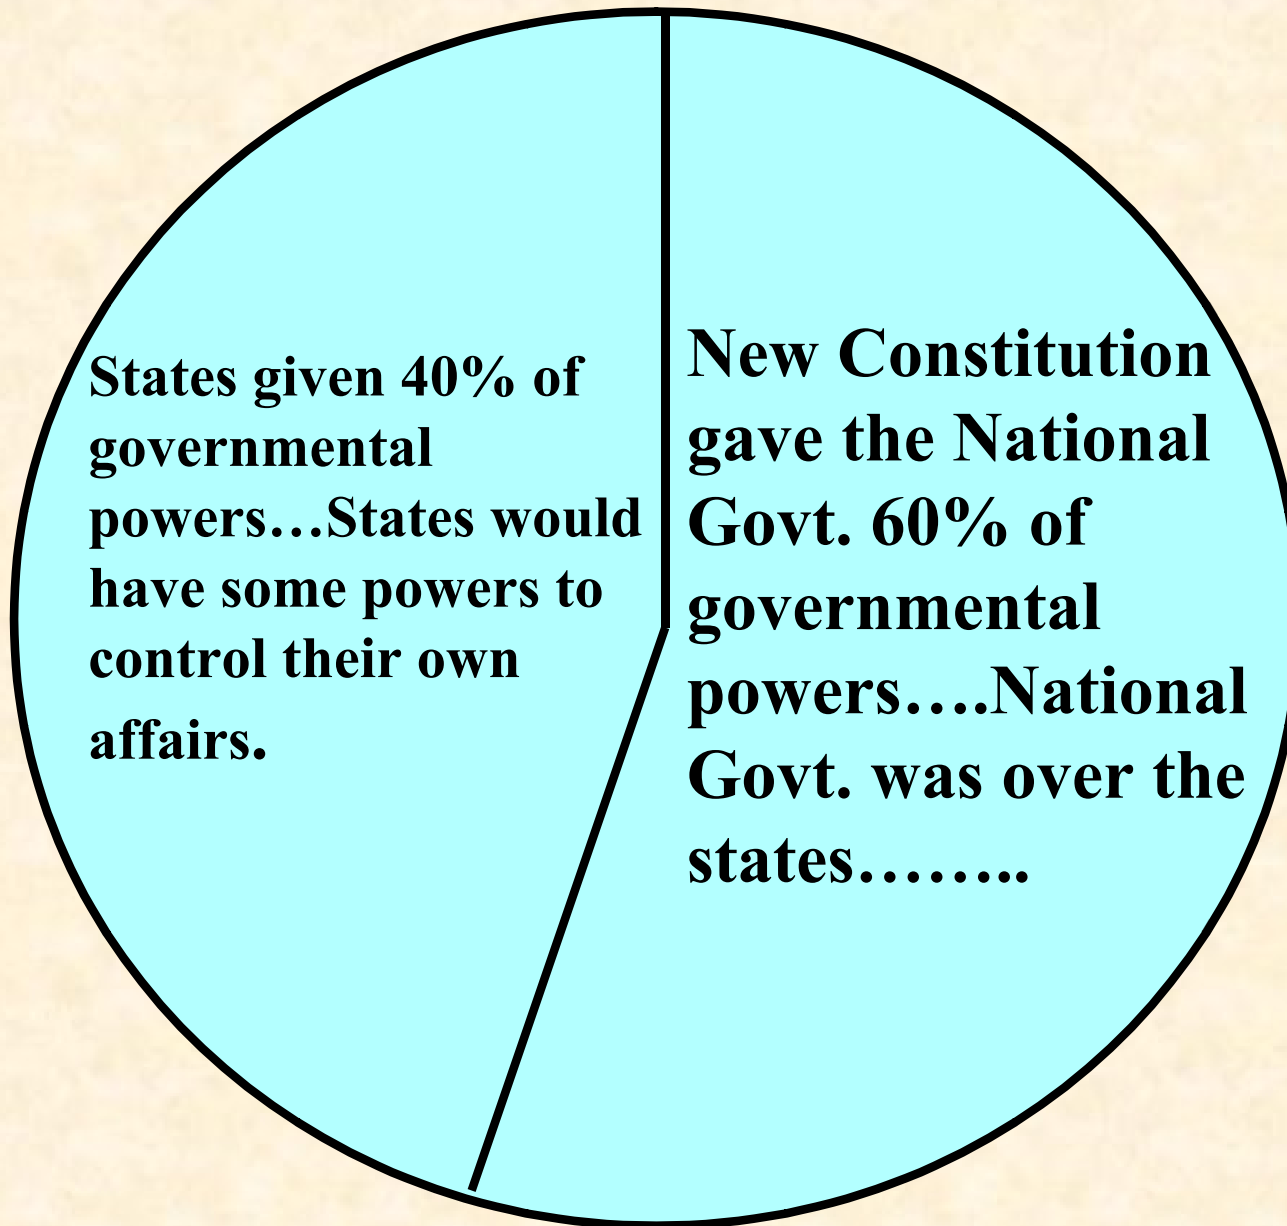 States given 40% of
governmental
powers…States would
have some powers to
control their own
affairs.
New Constitution
gave the National
Govt. 60% of
governmental
powers….National
Govt. was over the
states……..